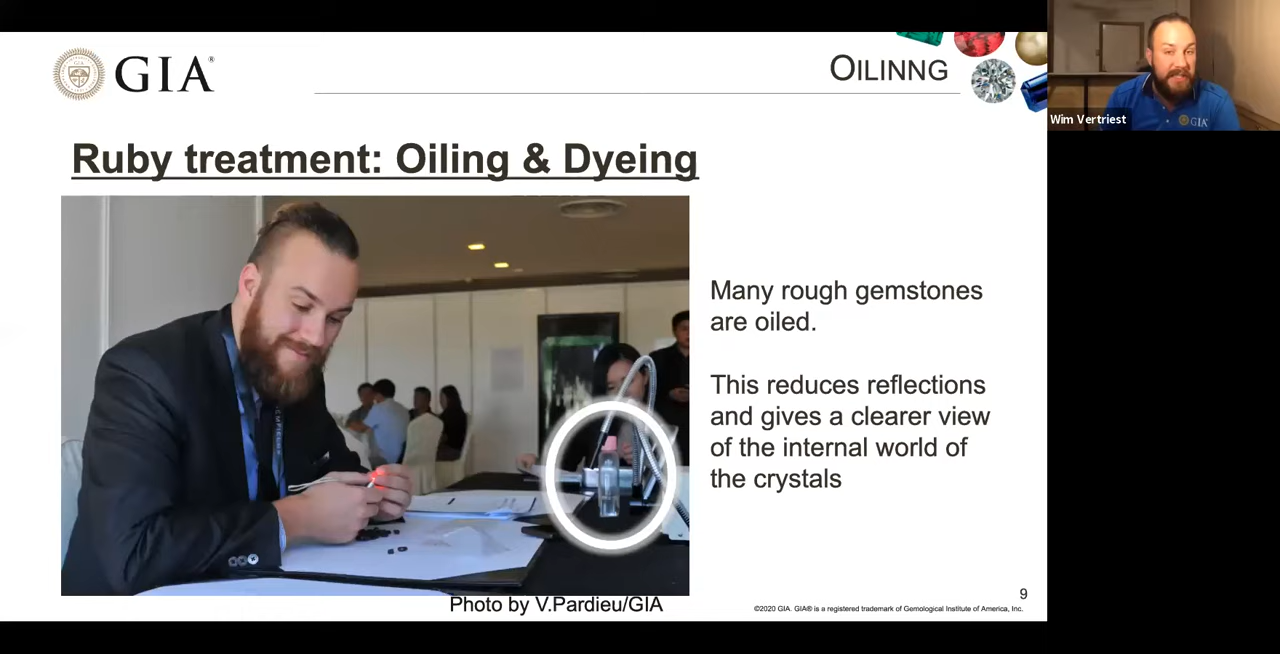 GIA®
OILINNG
Wim Vertriest
GIA
Ruby treatment: Oiling & Dyeing
Many rough gemstones
are oiled.
This reduces reflections
and gives a clearer view
of the internal world of
the crystals
Photo by V.Pardieu/GIA
9
©2020 GIA. GIA® is a registered trademark of Gemological Institute of America, Inc.